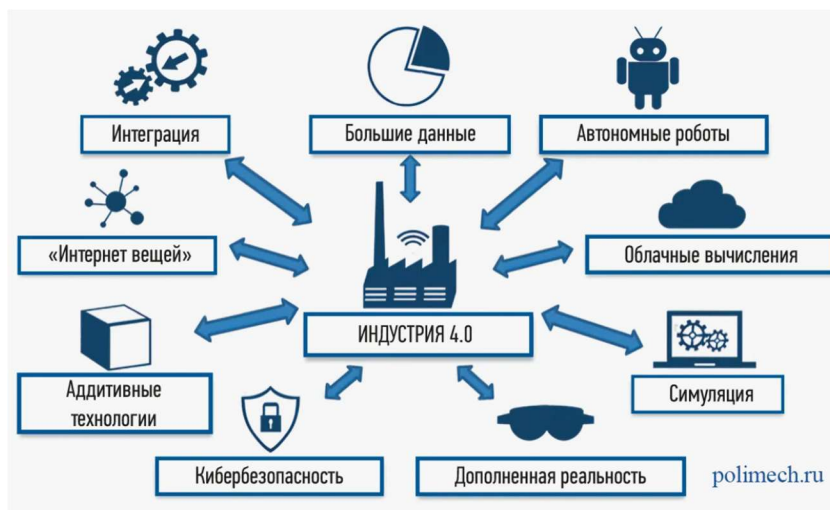 Интеграция
Большие данные
Автономные роботы
«Интернет вещей»
Облачные вычисления
ИНДУСТРИЯ 4.0
Аддитивные
технологии
Симуляция
Кибербезопасность
Дополненная реальность
polimech.ru